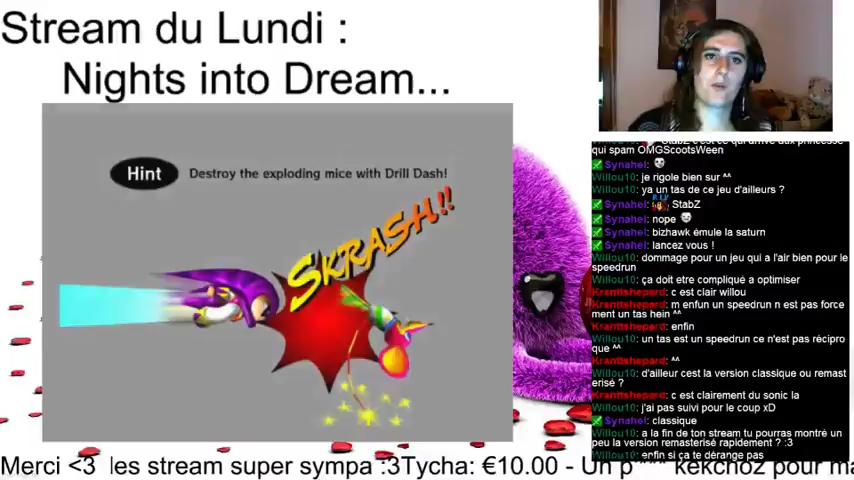 Stream du Lundi :
Nights into Dream...
Hint
Destroy the exploding mice with Drill Dash!
SKRASH!!
qui spam OMGScootsWeen
Synahel:
Willou10: je rigole bien sur ^^
Willou10: ya un tas de ce jeu d'ailleurs ?
Synahel: StabZ
Synahel: nope
Synahel: bizhawk émule la saturn
Synahel: lancez vous !
Willou10: dommage pour un jeu qui a l'air bien pour le
speedrun
Willou10: ça doit etre compliqué a optimiser
Kranttshepard: c est clair willou
Kranttshepard: m enfun un speedrun n est pas force
ment un tas hein ^^
Kranttshepard: enfin
Willou10: un tas est un speedrun ce n'est pas récipro
que ^^
Kranttshepard: ^^
Willou10: d'ailleur cest la version classique ou remast
erisé ?
Kranttshepard: c est clairement du sonic la
Willou10: j'ai pas suivi pour le coup xD
Synahel: classique
Willou10: a la fin de ton stream tu pourras montré un
peu la version remasterisé rapidement ? :3
Willou10: enfin si ça te dérange pas
Merci <3 les stream super sympa :3Tycha: €10.00 - Un p*** kekchoz pour ma